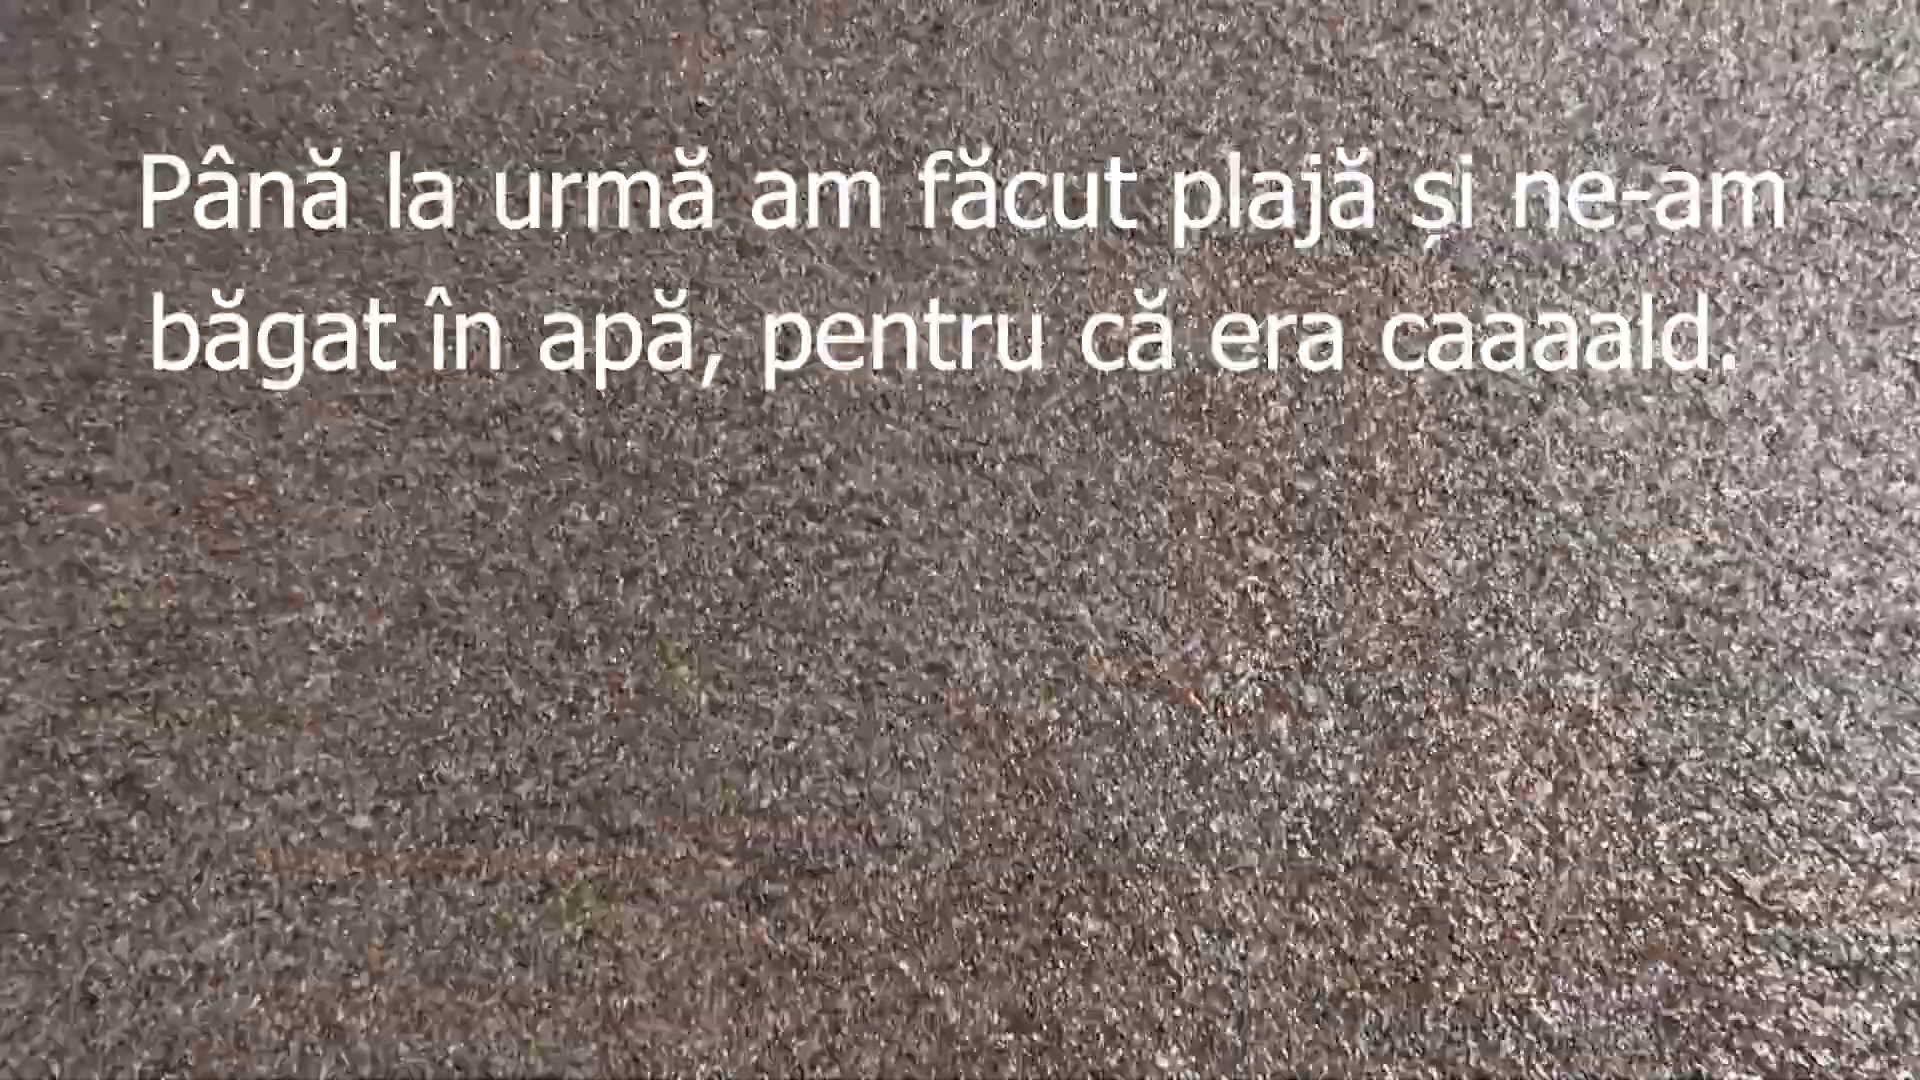 Până la urmă am făcut plajă și ne-am
băgat în apă, pentru că era caaaald.